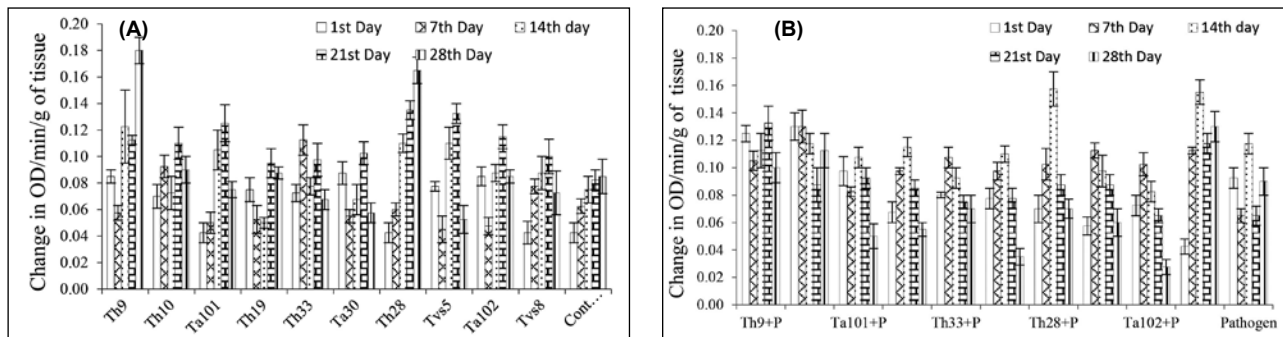 (A)
1st Day 7th Day 14th day
21st Day 28th Day
Change in OD/min/g of tissue
0.20
0.18
0.16
0.14
0.12
0.10
0.08
0.06
0.04
0.02
0.00
Th9 Th10 Ta101 Th19 Th33 Ta30 Th28 Tvs5 Ta102 Tvs8 Cont...
(B)
1st Day 7th Day 14th day
21st Day 28th Day
Change in OD/min/g of tissue
0.20
0.18
0.16
0.14
0.12
0.10
0.08
0.06
0.04
0.02
0.00
Th9+P Ta101+P Th33+P Th28+P Ta102+P Pathogen